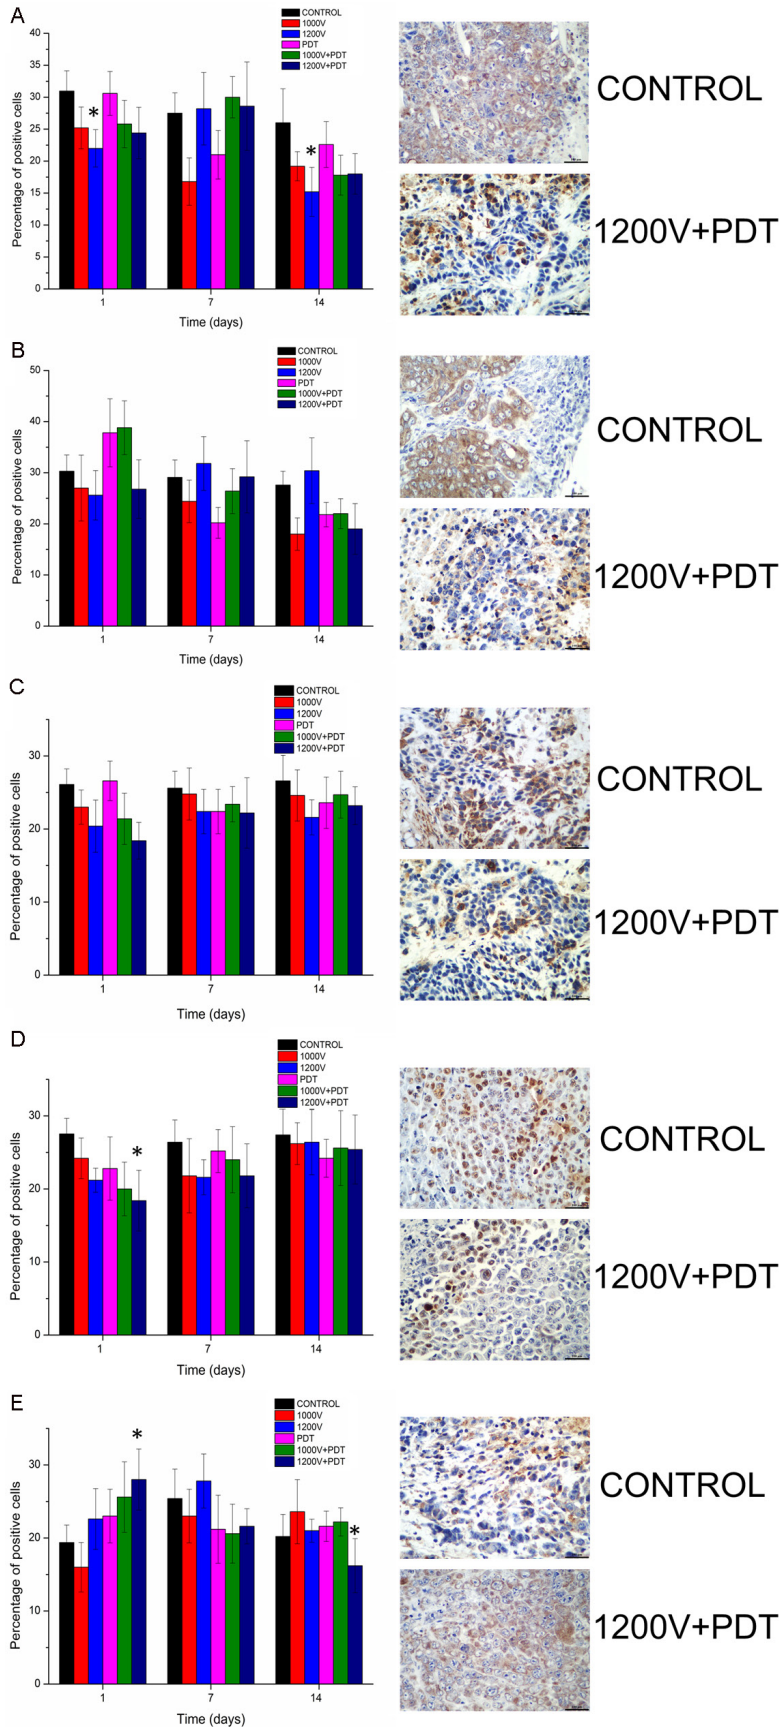 A
CONTROL
1000V
1200V
PDT
1000V+PDT
1200V+PDT
40
35
30
25
20
15
10
5
0
Percentage of positive cells
*
*
1
7
14
Time (days)
CONTROL
1200V+PDT
B
CONTROL
1000V
1200V
PDT
1000V+PDT
1200V+PDT
50
40
30
20
10
0
Percentage of positive cells
1
7
14
Time (days)
CONTROL
1200V+PDT
C
CONTROL
1000V
1200V
PDT
1000V+PDT
1200V+PDT
30
20
10
0
Percentage of positive cells
1
7
14
Time (days)
CONTROL
1200V+PDT
D
CONTROL
1000V
1200V
PDT
1000V+PDT
1200V+PDT
30
20
10
0
Percentage of positive cells
*
1
7
14
Time (days)
CONTROL
1200V+PDT
E
CONTROL
1000V
1200V
PDT
1000V+PDT
1200V+PDT
30
20
10
0
Percentage of positive cells
*
*
1
7
14
Time (days)
CONTROL
1200V+PDT